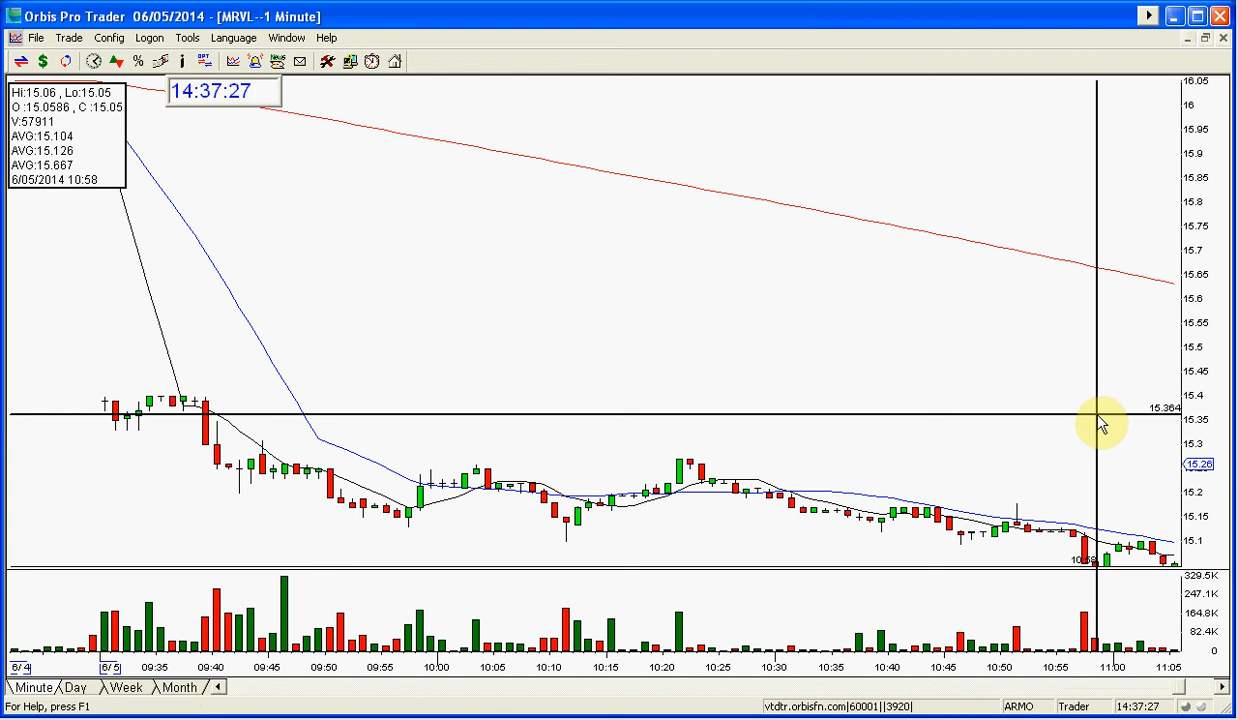 Orbis Pro Trader 06/05/2014 - [MRVL--1 Minute]
File Trade Config Logon Tools Language Window Help
14:37:27
Hi:15.06 , Lo:15.05
O :15.0586 , C :15.05
V:57911
AVG:15.104
AVG:15.126
AVG:15.667
6/05/2014 10:58
16.05
16
15.95
15.9
15.85
15.8
15.75
15.7
15.65
15.6
15.55
15.5
15.45
15.4
15.364
15.35
15.3
15.26
15.2
15.15
15.1
10:58
329.5K
247.1K
164.8K
82.4K
0
6/4 6/5 09:35 09:40 09:45 09:50 09:55 10:00 10:05 10:10 10:15 10:20 10:25 10:30 10:35 10:40 10:45 10:50 10:55 11:00 11:05
Minute Day Week Month
For Help, press F1 vtdtr.orbisfn.com|60001||3920| ARMO Trader 14:37:27